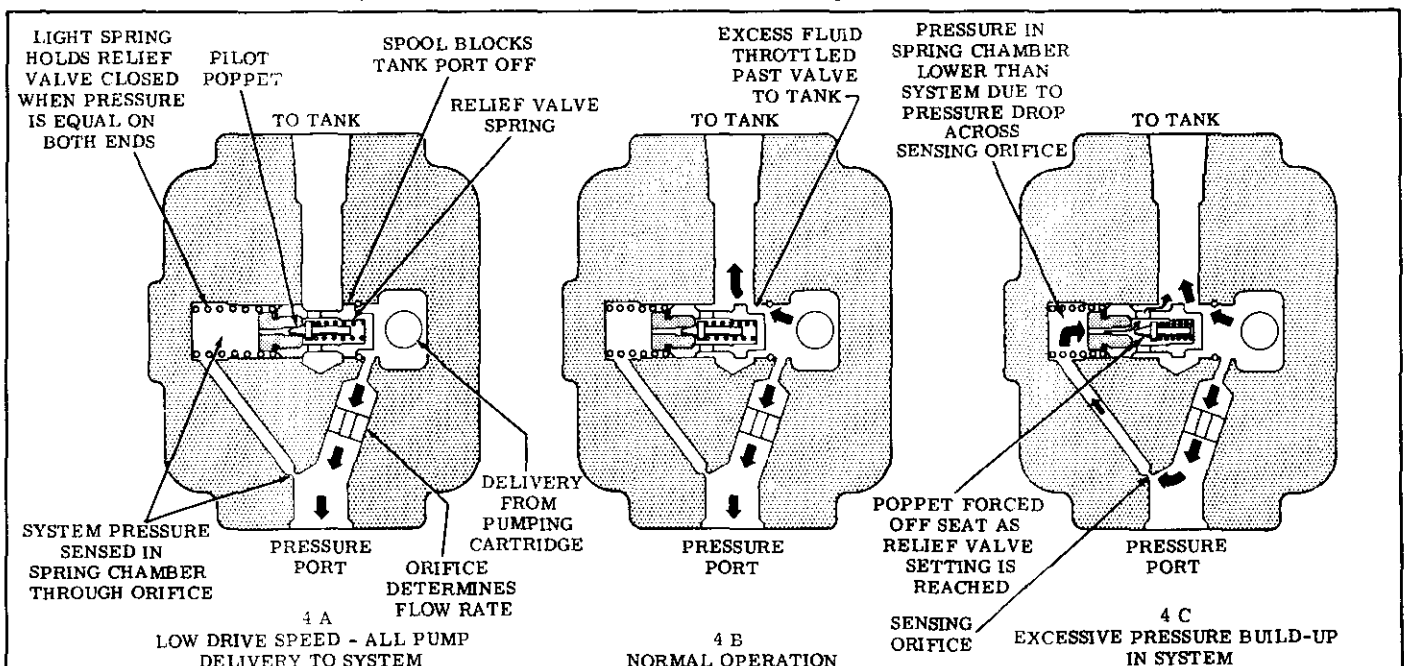 LIGHT SPRING
HOLDS RELIEF
VALVE CLOSED
WHEN PRESSURE
IS EQUAL ON
BOTH ENDS
PILOT
POPPET
SPOOL BLOCKS
TANK PORT OFF
RELIEF VALVE
SPRING
TO TANK
SYSTEM PRESSURE
SENSED IN
SPRING CHAMBER
THROUGH ORIFICE
PRESSURE
PORT
ORIFICE
DETERMINES
FLOW RATE
DELIVERY
FROM
PUMPING
CARTRIDGE
4 A
LOW DRIVE SPEED - ALL PUMP
DELIVERY TO SYSTEM
EXCESS FLUID
THROTTLED
PAST VALVE
TO TANK
TO TANK
PRESSURE
PORT
4 B
NORMAL OPERATION
PRESSURE IN
SPRING CHAMBER
LOWER THAN
SYSTEM DUE TO
PRESSURE DROP
ACROSS
SENSING ORIFICE
TO TANK
POPPET FORCED
OFF SEAT AS
RELIEF VALVE
SETTING IS
REACHED
SENSING
ORIFICE
PRESSURE
PORT
4 C
EXCESSIVE PRESSURE BUILD-UP
IN SYSTEM